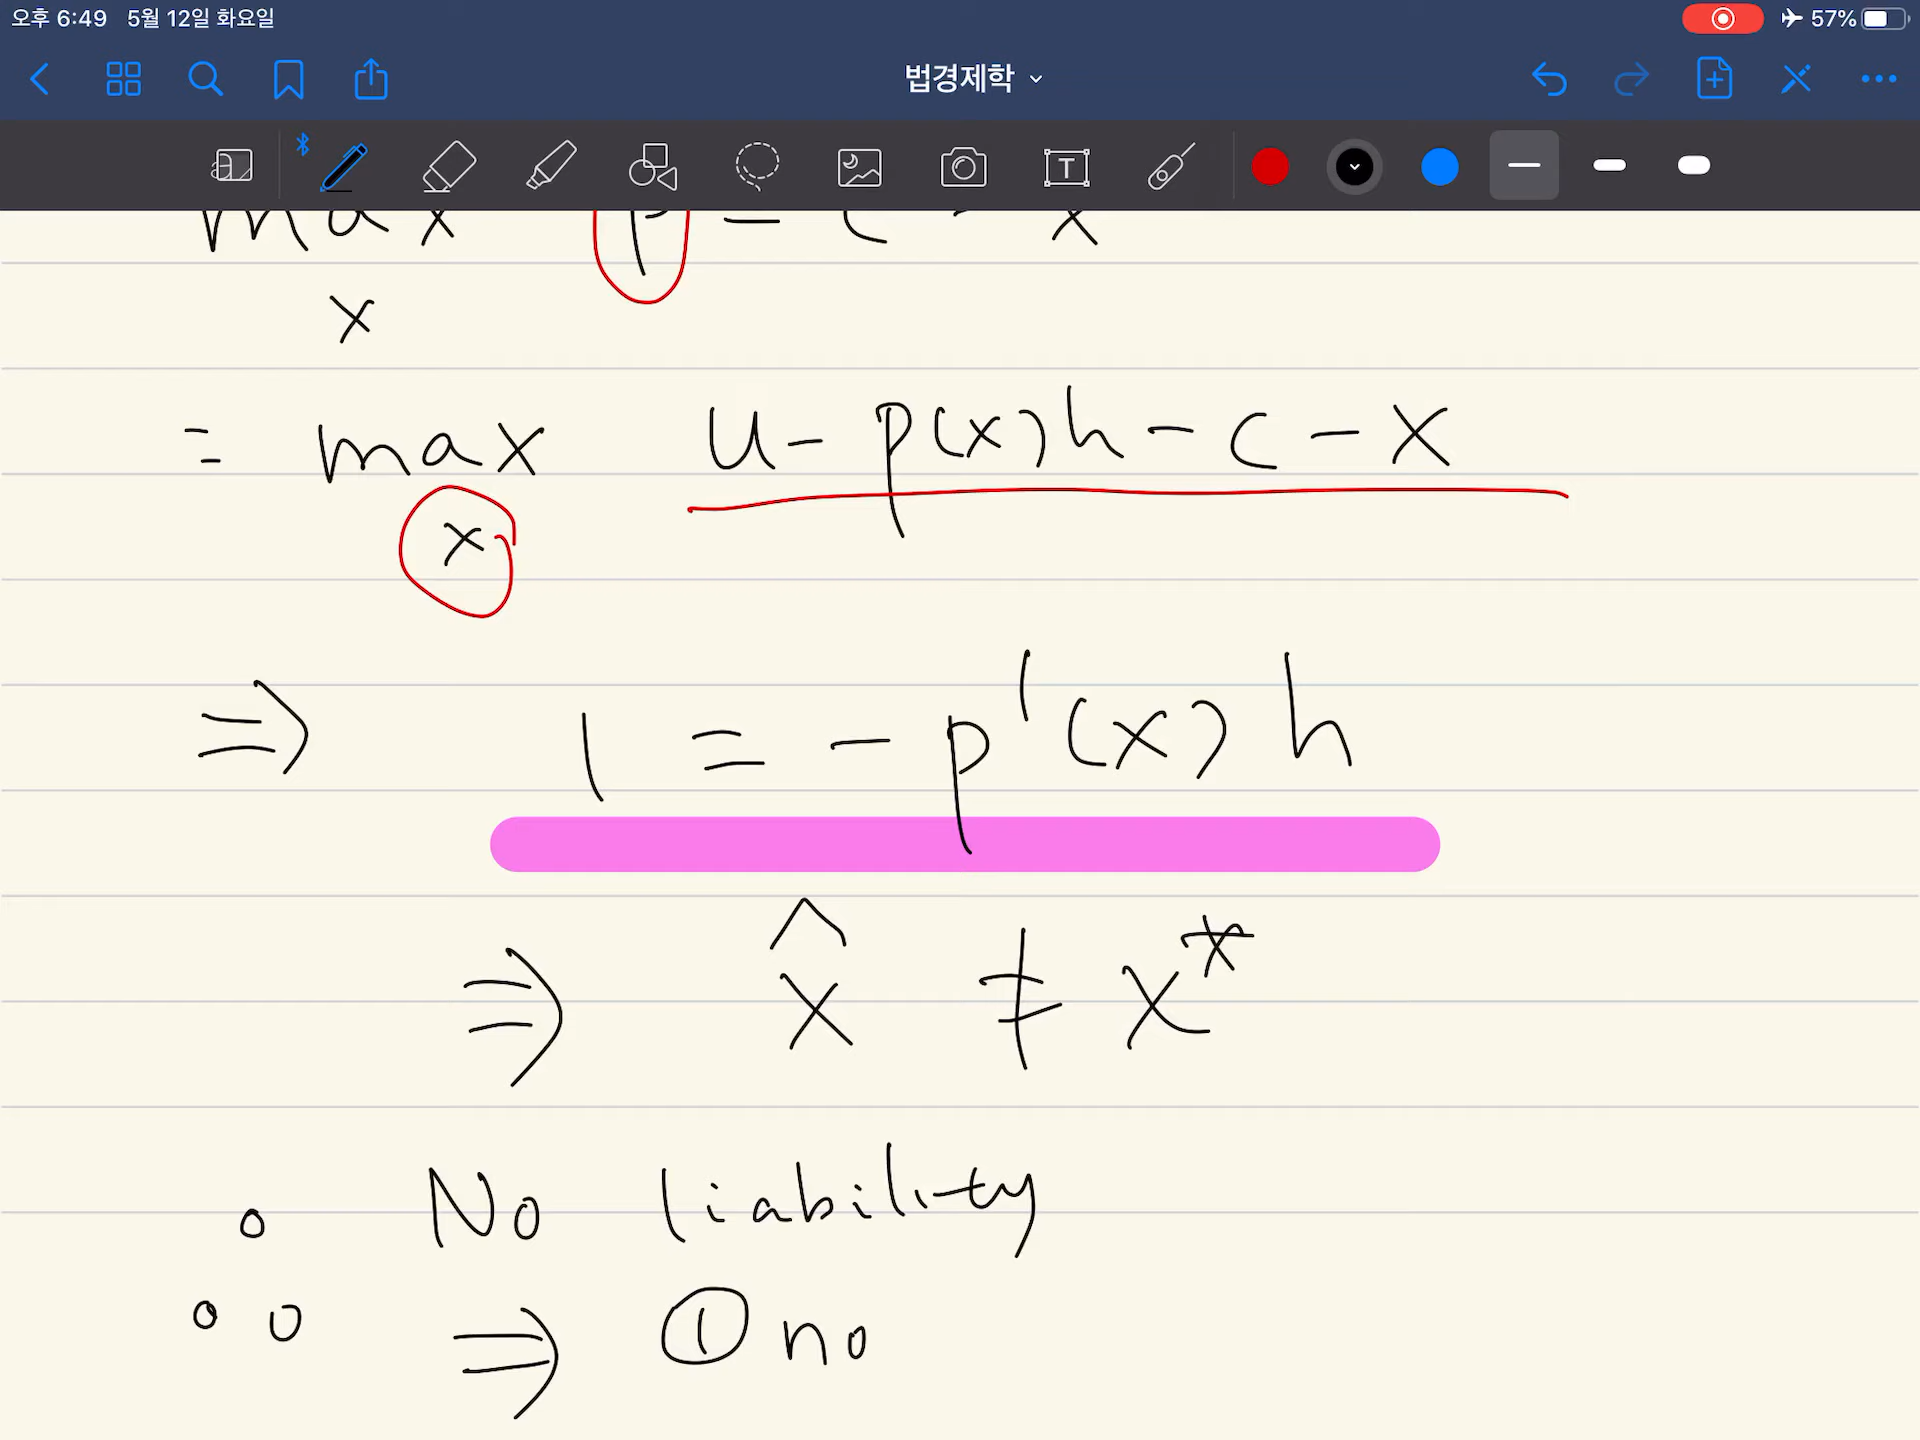 오후 6:49 5월 12일 화요일 57%
법경제학
T
max P = c - x
x
= max u - p(x)h - c - x
x
⇒ 1 = - p'(x) h
⇒ x̂ ≠ x*
∴ No liability
⇒ ① no